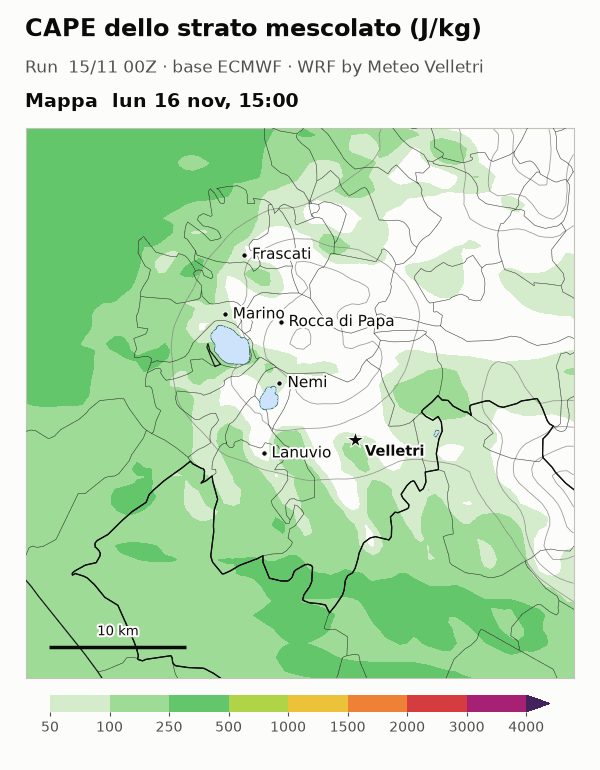 CAPE dello strato mescolato (J/kg)
Run  15/11 00Z · base ECMWF · WRF by Meteo Velletri
Mappa  lun 16 nov, 15:00
Frascati
Marino
Rocca di Papa
Nemi
Velletri
Lanuvio
10 km
50 100 250 500 1000 1500 2000 3000 4000